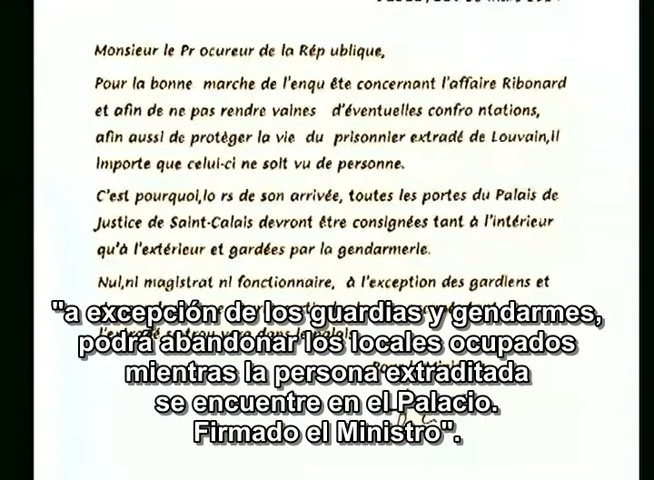 Monsieur le Pr ocureur de la Rép ublique,
Pour la bonne marche de l'enqu ête concernant l'affaire Ribonard
et afin de ne pas rendre vaines d'éventuelles confro ntations,
afin aussi de protéger la vie du prisonnier extradé de Louvain,il
importe que celui-ci ne soit vu de personne.
C'est pourquoi,lo rs de son arrivée, toutes les portes du Palais de
Justice de Saint-Calais devront être consignées tant à l'intérieur
qu'à l'extérieur et gardées par la gendarmerie.
Nul,ni magistrat ni fonctionnaire, à l'exception des gardiens et
"a excepción de los guardias y gendarmes,
podrá abandonar los locales ocupados
mientras la persona extraditada
se encuentre en el Palacio.
Firmado el Ministro".